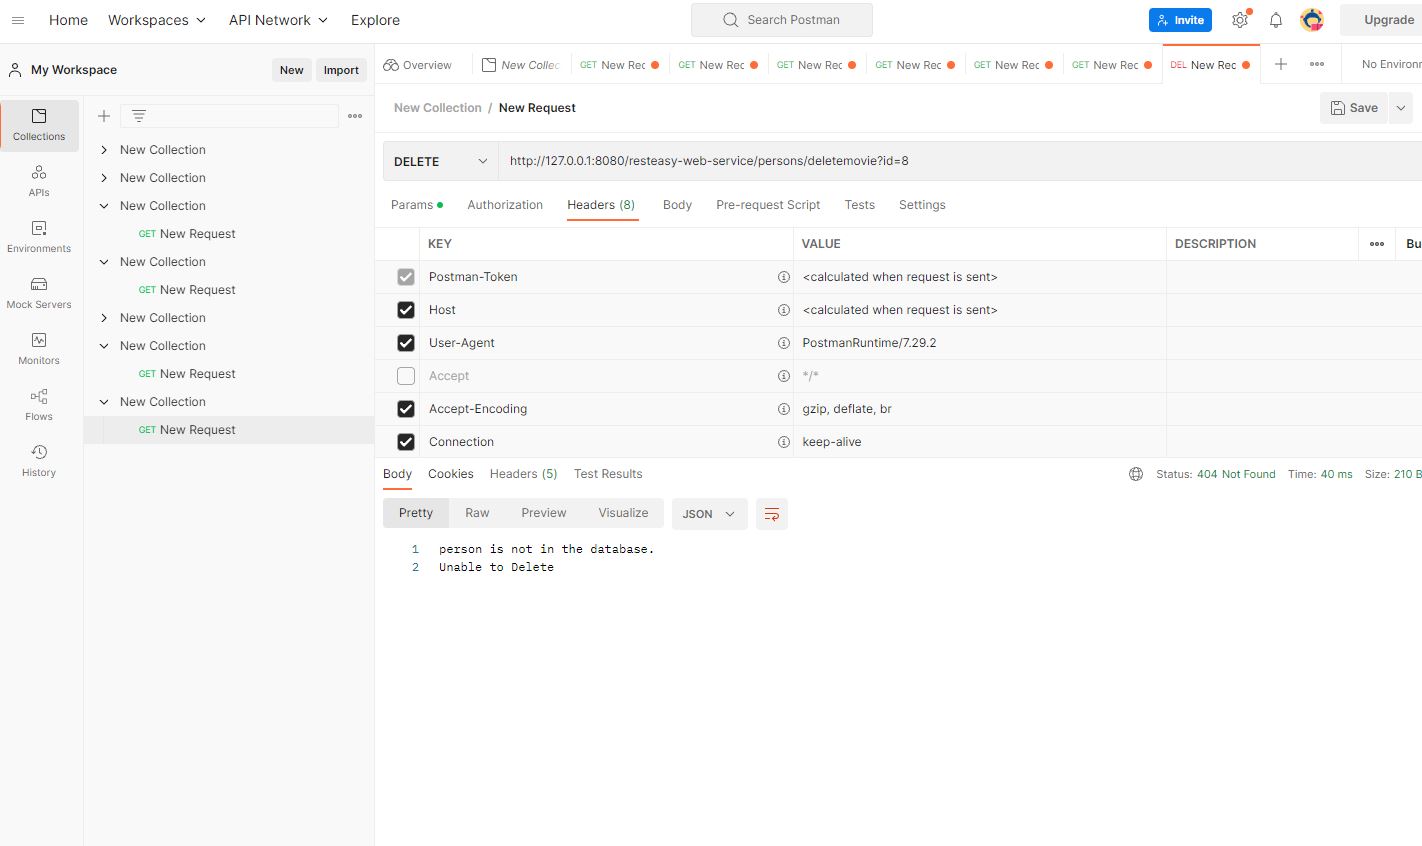 Home Workspaces API Network Explore Search Postman Invite Upgrade
My Workspace New Import
Overview New Collec GET New Rec GET New Rec GET New Rec GET New Rec GET New Rec GET New Rec DEL New Rec No Environm
New Collection / New Request Save
Collections
APIs
Environments
Mock Servers
Monitors
Flows
History
New Collection
New Collection
New Collection
GET New Request
New Collection
GET New Request
New Collection
New Collection
GET New Request
New Collection
GET New Request
DELETE http://127.0.0.1:8080/resteasy-web-service/persons/deletemovie?id=8
Params Authorization Headers (8) Body Pre-request Script Tests Settings
KEY VALUE DESCRIPTION Bu
Postman-Token <calculated when request is sent>
Host <calculated when request is sent>
User-Agent PostmanRuntime/7.29.2
Accept */*
Accept-Encoding gzip, deflate, br
Connection keep-alive
Body Cookies Headers (5) Test Results Status: 404 Not Found Time: 40 ms Size: 210 B
Pretty Raw Preview Visualize JSON
1 person is not in the database.
2 Unable to Delete